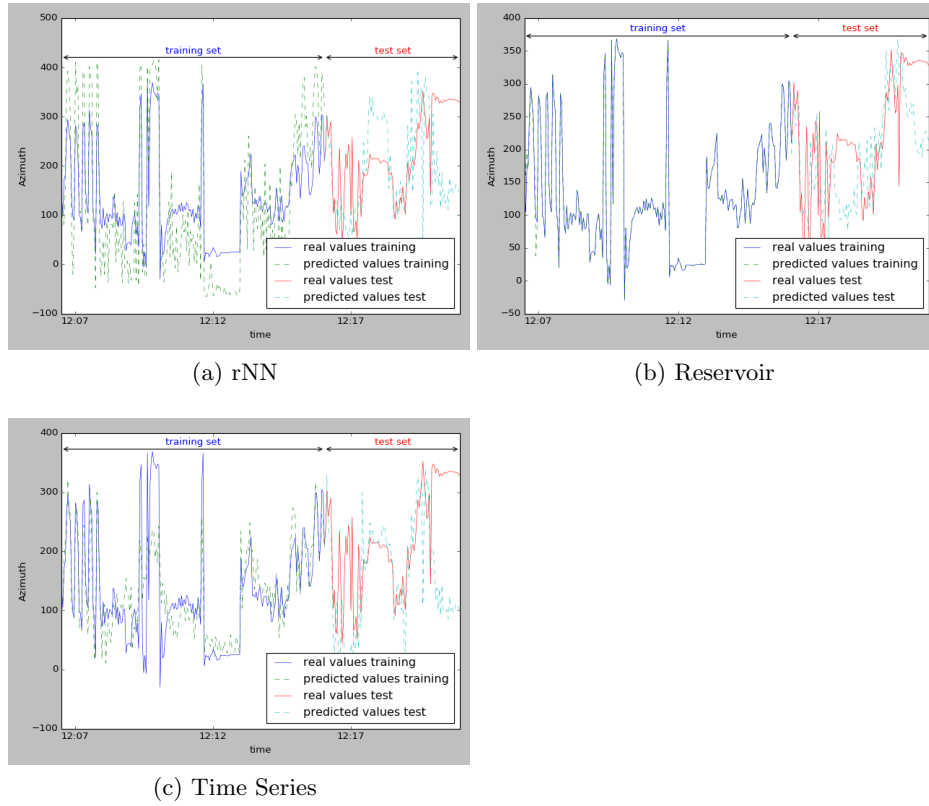 500
400
300
200
100
0
−100
Azimuth
training set
test set
real values training
predicted values training
real values test
predicted values test
12:07
12:12
12:17
time
(a) rNN
400
350
300
250
200
150
100
50
0
−50
Azimuth
training set
test set
real values training
predicted values training
real values test
predicted values test
12:07
12:12
12:17
time
(b) Reservoir
400
300
200
100
0
−100
Azimuth
training set
test set
real values training
predicted values training
real values test
predicted values test
12:07
12:12
12:17
time
(c) Time Series